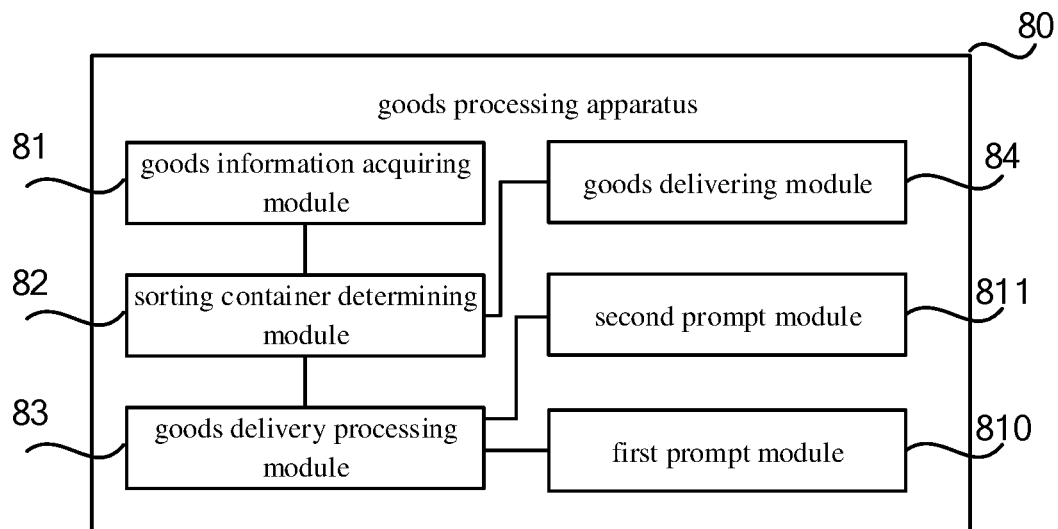 80
goods processing apparatus
81
goods information acquiring
module
84
goods delivering module
82
sorting container determining
module
811
second prompt module
83
goods delivery processing
module
810
first prompt module